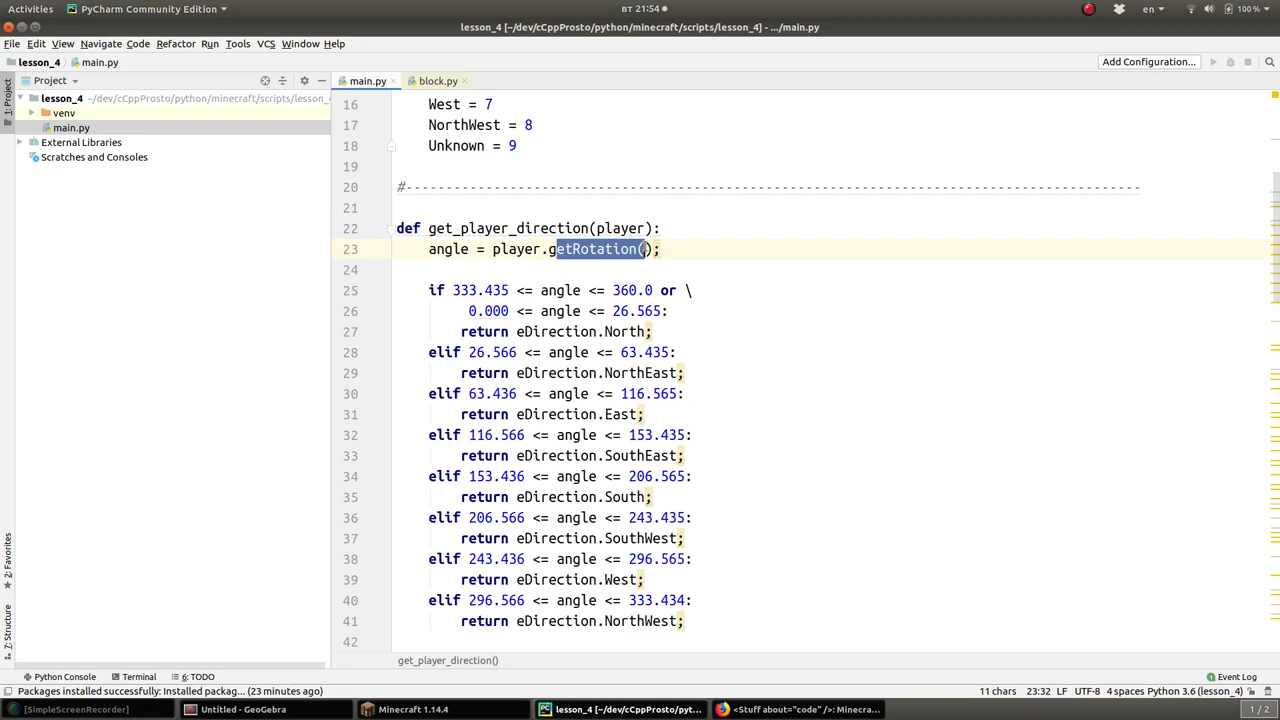 Activities PyCharm Community Edition вт 21:54 en 100 %
lesson_4 [~/dev/cCppProsto/python/minecraft/scripts/lesson_4] - .../main.py
File Edit View Navigate Code Refactor Run Tools VCS Window Help
lesson_4 main.py Add Configuration...
1: Project
Project
main.py block.py
lesson_4 ~/dev/cCppProsto/python/minecraft/scripts/lesson_
venv
main.py
External Libraries
Scratches and Consoles
16 West = 7
17 NorthWest = 8
18 Unknown = 9
19
20 #--------------------------------------------------------------------------------------------
21
22 def get_player_direction(player):
23 angle = player.getRotation();
24
25 if 333.435 <= angle <= 360.0 or \
26 0.000 <= angle <= 26.565:
27 return eDirection.North;
28 elif 26.566 <= angle <= 63.435:
29 return eDirection.NorthEast;
30 elif 63.436 <= angle <= 116.565:
31 return eDirection.East;
32 elif 116.566 <= angle <= 153.435:
33 return eDirection.SouthEast;
34 elif 153.436 <= angle <= 206.565:
35 return eDirection.South;
36 elif 206.566 <= angle <= 243.435:
37 return eDirection.SouthWest;
38 elif 243.436 <= angle <= 296.565:
39 return eDirection.West;
40 elif 296.566 <= angle <= 333.434:
41 return eDirection.NorthWest;
42
2: Favorites
7: Structure
get_player_direction()
Python Console Terminal 6: TODO Event Log
Packages installed successfully: Installed packag... (23 minutes ago) 11 chars 23:32 LF UTF-8 4 spaces Python 3.6 (lesson_4)
[SimpleScreenRecorder] Untitled - GeoGebra Minecraft 1.14.4 lesson_4 [~/dev/cCppProsto/pyt... <Stuff about="code" />: Minecra... 1 / 2